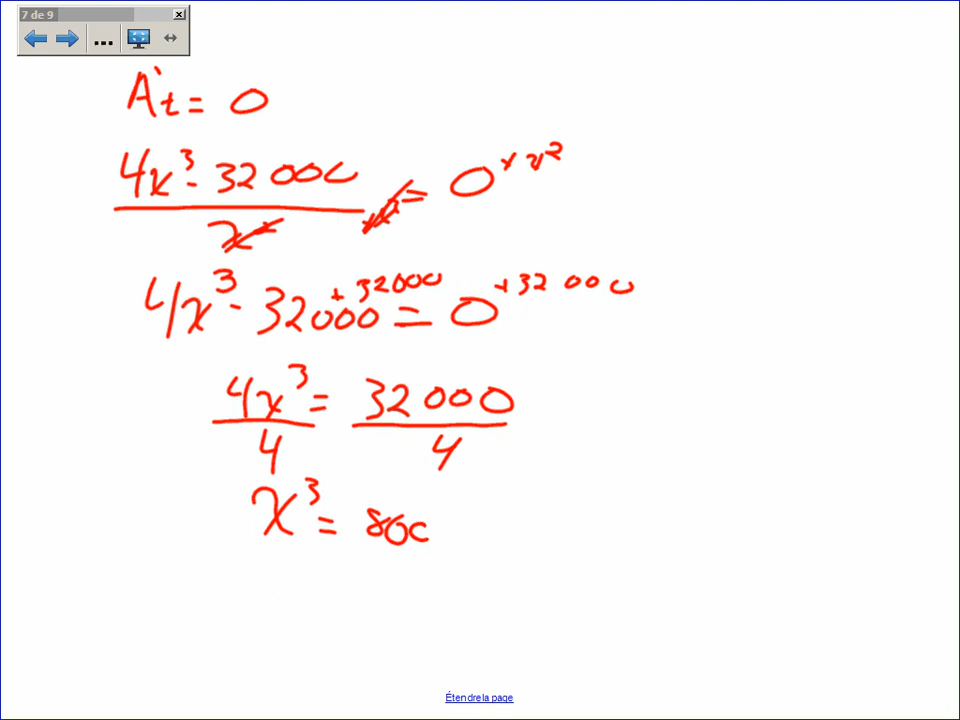 7 de 9
A't = 0
4x³ - 32 000 / x² × x² = 0 × x²
4x³ - 32000 + 32000 = 0 + 32 000
4x³ / 4 = 32 000 / 4
x³ = 800
Étendre la page